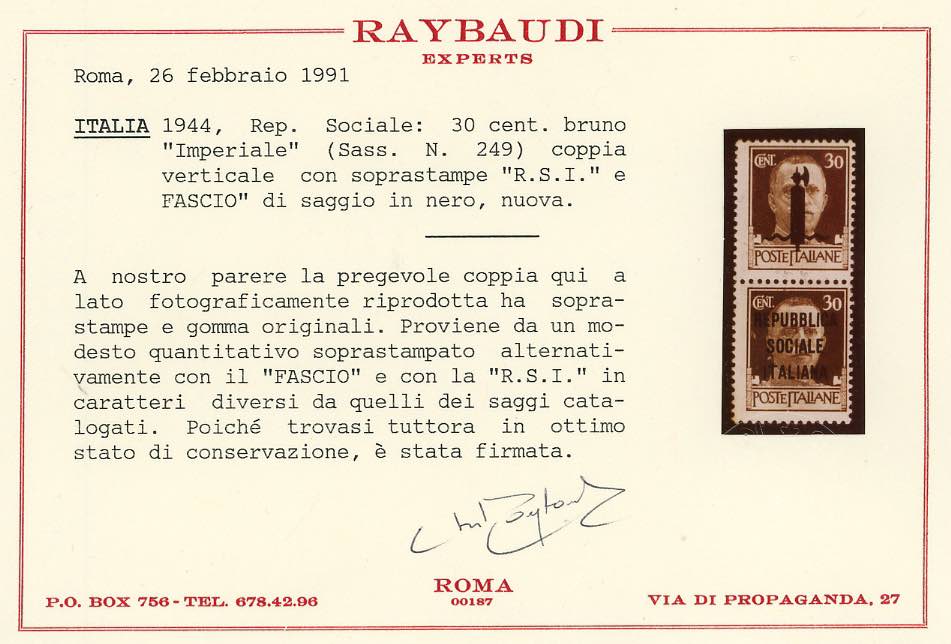 RAYBAUDI
EXPERTS
Roma, 26 febbraio 1991
ITALIA 1944, Rep. Sociale: 30 cent. bruno
"Imperiale" (Sass. N. 249) coppia
verticale con soprastampe "R.S.I." e
FASCIO" di saggio in nero, nuova.
A nostro parere la pregevole coppia qui a
lato fotograficamente riprodotta ha sopra-
stampe e gomma originali. Proviene da un mo-
desto quantitativo soprastampato alternati-
vamente con il "FASCIO" e con la "R.S.I." in
caratteri diversi da quelli dei saggi cata-
logati. Poiché trovasi tuttora in ottimo
stato di conservazione, è stata firmata.
CENT. 30
POSTE ITALIANE
CENT. 30
REPUBBLICA
SOCIALE
ITALIANA
POSTE ITALIANE
ROMA
00187
P.O. BOX 756 - TEL. 678.42.96
VIA DI PROPAGANDA, 27